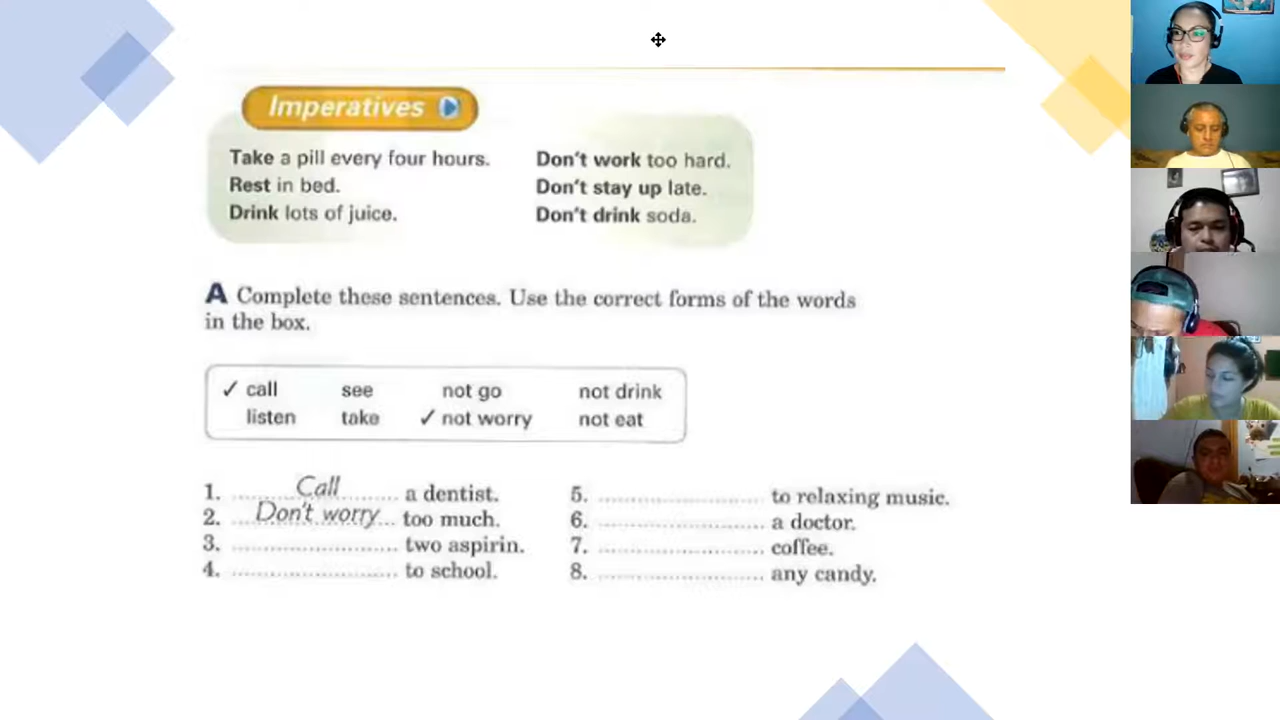 Imperatives
Take a pill every four hours.
Rest in bed.
Drink lots of juice.
Don't work too hard.
Don't stay up late.
Don't drink soda.
A Complete these sentences. Use the correct forms of the words
in the box.
✓ call see not go not drink
listen take ✓ not worry not eat
1. Call a dentist.
2. Don't worry too much.
3. .............................. two aspirin.
4. .............................. to school.
5. .............................. to relaxing music.
6. .............................. a doctor.
7. .............................. coffee.
8. .............................. any candy.